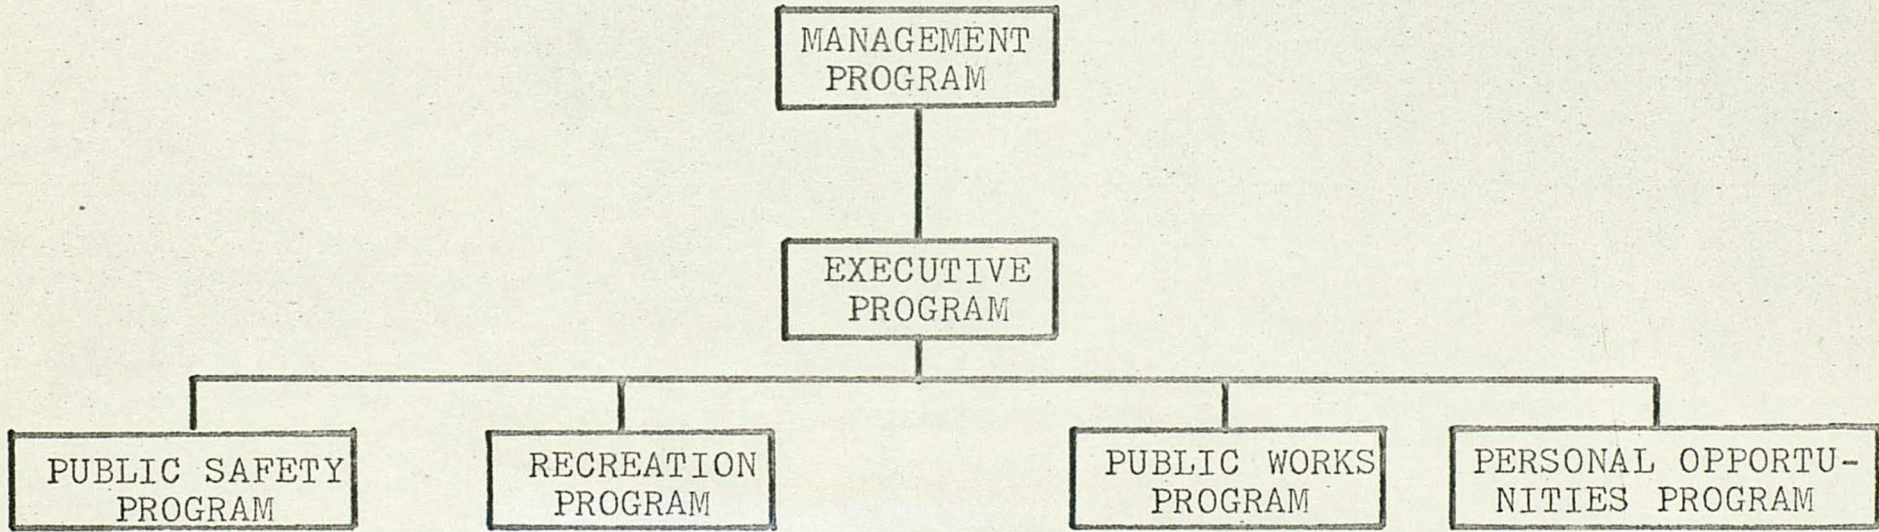 MANAGEMENT
PROGRAM
EXECUTIVE
PROGRAM
PUBLIC SAFETY
PROGRAM
RECREATION
PROGRAM
PUBLIC WORKS
PROGRAM
PERSONAL OPPORTU-
NITIES PROGRAM